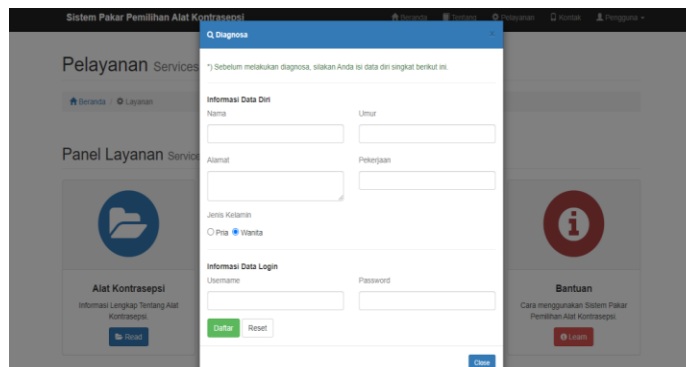 Sistem Pakar Pemilihan Alat Kontrasepsi
Beranda Tentang Pelayanan Kontak Pengguna
Diagnosa
×
Pelayanan Services
*) Sebelum melakukan diagnosa, silakan Anda isi data diri singkat berikut ini.
Beranda / Layanan
Informasi Data Diri
Nama Umur
Alamat Pekerjaan
Panel Layanan Service
Jenis Kelamin
Pria Wanita
Informasi Data Login
Username Password
Daftar Reset
Close
Alat Kontrasepsi
Informasi Lengkap Tentang Alat
Kontrasepsi.
Read
Bantuan
Cara menggunakan Sistem Pakar
Pemilihan Alat Kontrasepsi.
Learn